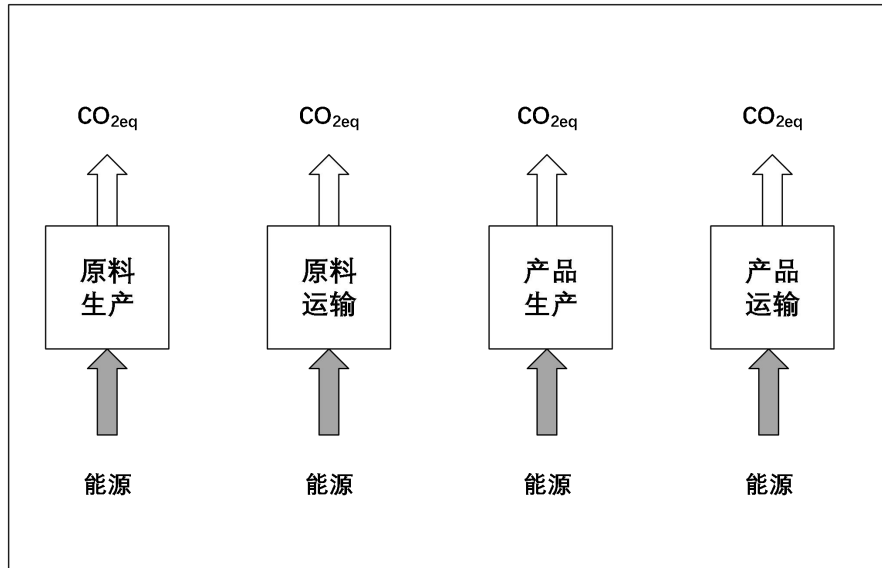 CO2eq CO2eq CO2eq CO2eq
原料 原料 产品 产品
生产 运输 生产 运输
能源 能源 能源 能源